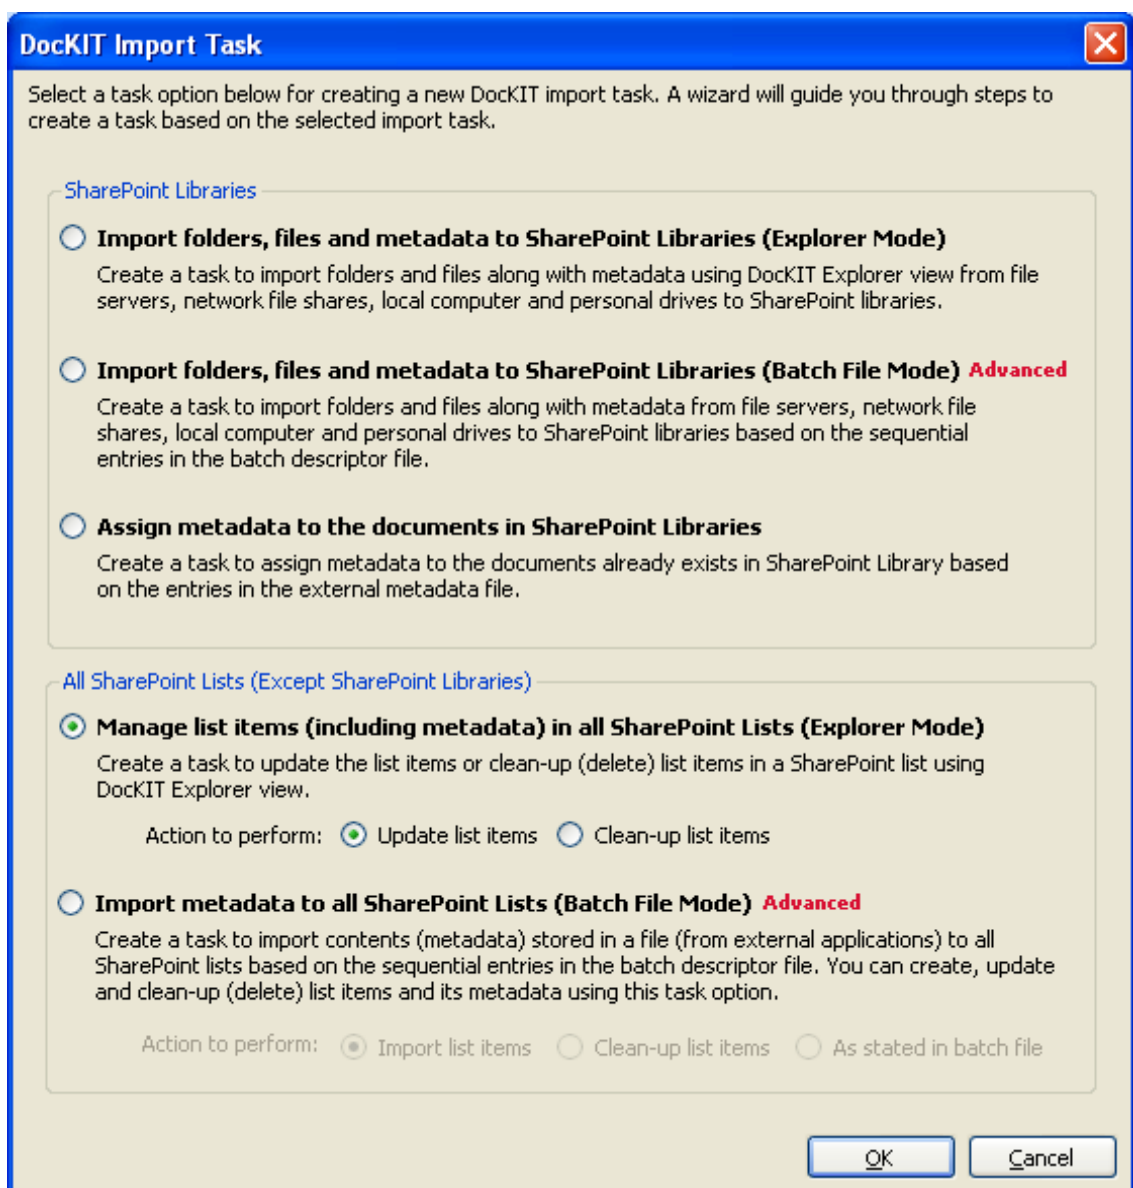 DocKIT Import Task
Select a task option below for creating a new DocKIT import task. A wizard will guide you through steps to
create a task based on the selected import task.
SharePoint Libraries
Import folders, files and metadata to SharePoint Libraries (Explorer Mode)
Create a task to import folders and files along with metadata using DocKIT Explorer view from file
servers, network file shares, local computer and personal drives to SharePoint libraries.
Import folders, files and metadata to SharePoint Libraries (Batch File Mode) Advanced
Create a task to import folders and files along with metadata from file servers, network file
shares, local computer and personal drives to SharePoint libraries based on the sequential
entries in the batch descriptor file.
Assign metadata to the documents in SharePoint Libraries
Create a task to assign metadata to the documents already exists in SharePoint Library based
on the entries in the external metadata file.
All SharePoint Lists (Except SharePoint Libraries)
Manage list items (including metadata) in all SharePoint Lists (Explorer Mode)
Create a task to update the list items or clean-up (delete) list items in a SharePoint list using
DocKIT Explorer view.
Action to perform: Update list items Clean-up list items
Import metadata to all SharePoint Lists (Batch File Mode) Advanced
Create a task to import contents (metadata) stored in a file (from external applications) to all
SharePoint lists based on the sequential entries in the batch descriptor file. You can create, update
and clean-up (delete) list items and its metadata using this task option.
Action to perform: Import list items Clean-up list items As stated in batch file
OK Cancel